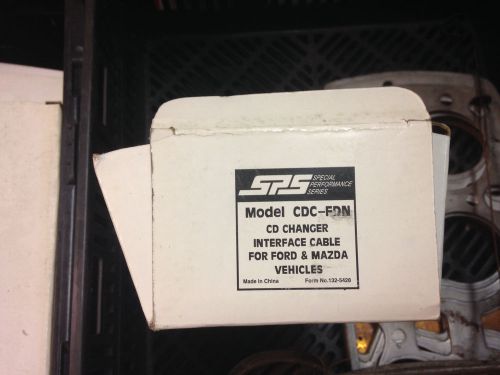 SPS SPECIAL
PERFORMANCE
SERIES
Model CDC-FDN
CD CHANGER
INTERFACE CABLE
FOR FORD & MAZDA
VEHICLES
Made in China Form No.132-5428